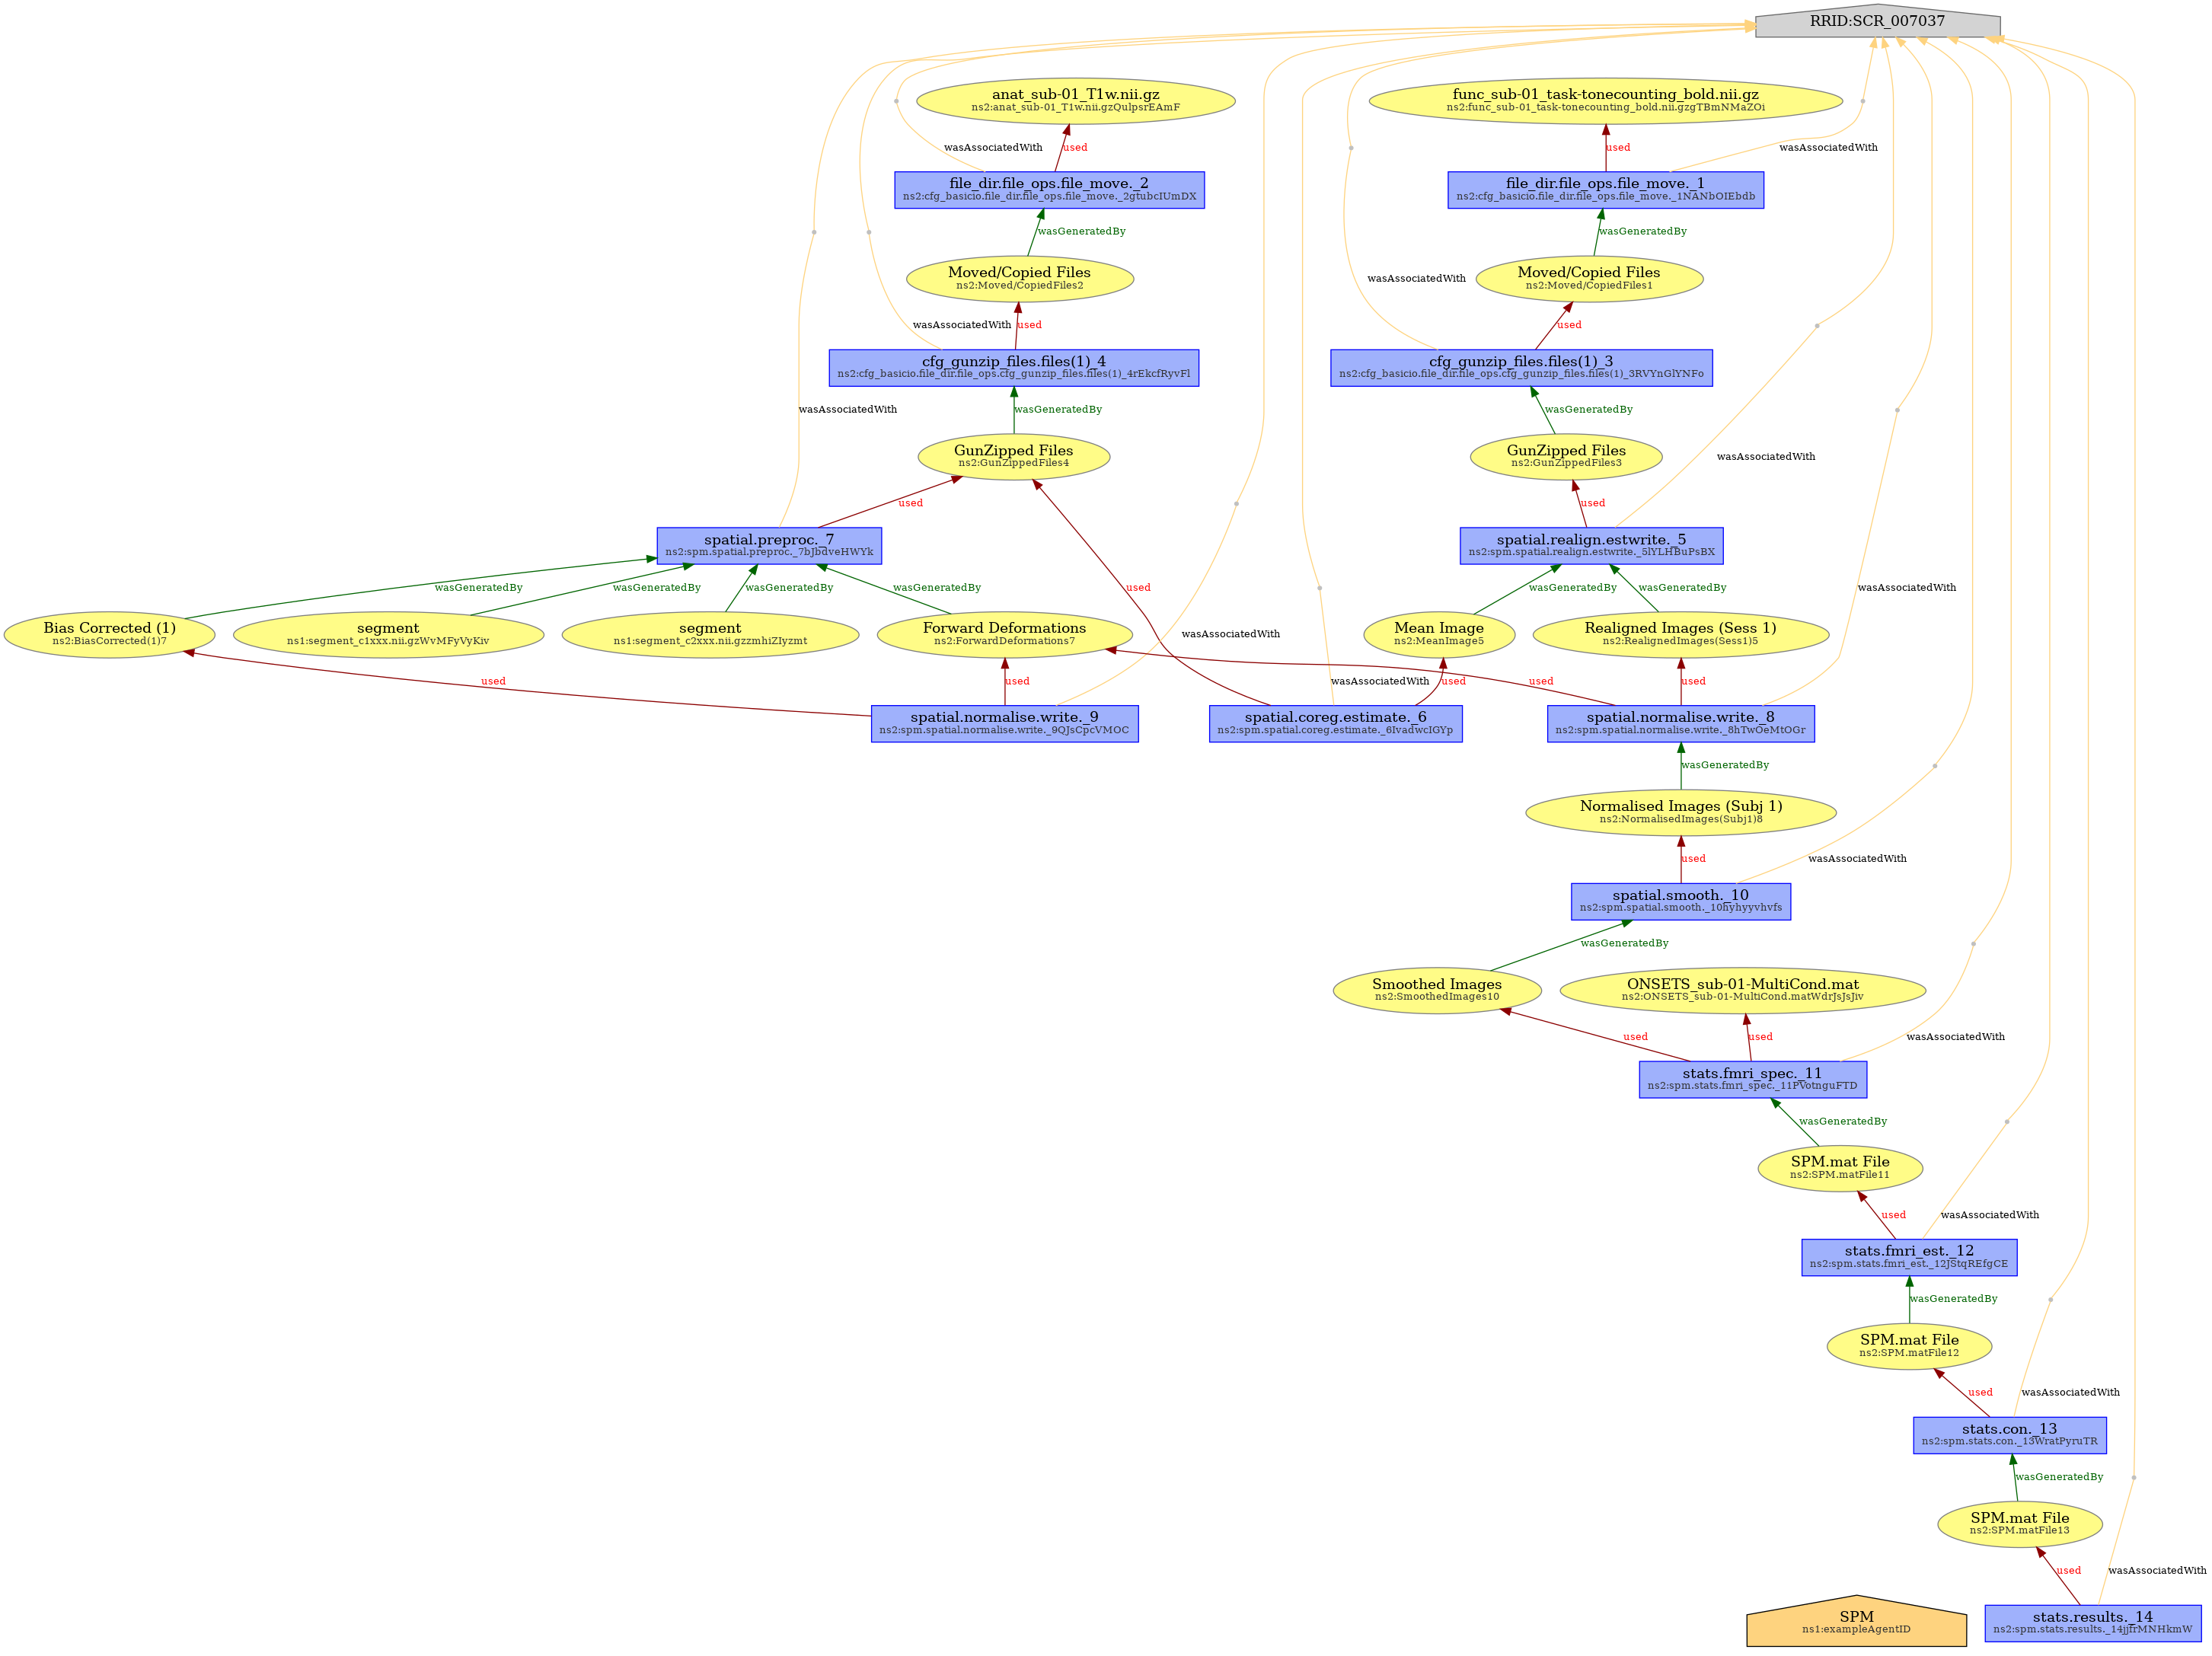 RRID:SCR_007037
anat_sub-01_T1w.nii.gz
ns2:anat_sub-01_T1w.nii.gzQulpsrEAmF
func_sub-01_task-tonecounting_bold.nii.gz
ns2:func_sub-01_task-tonecounting_bold.nii.gzgTBmNMaZOi
wasAssociatedWith
used
used
wasAssociatedWith
file_dir.file_ops.file_move._2
ns2:cfg_basicio.file_dir.file_ops.file_move._2gtubcIUmDX
file_dir.file_ops.file_move._1
ns2:cfg_basicio.file_dir.file_ops.file_move._1NANbOIEbdb
wasGeneratedBy
wasGeneratedBy
Moved/Copied Files
ns2:Moved/CopiedFiles2
wasAssociatedWith
Moved/Copied Files
ns2:Moved/CopiedFiles1
wasAssociatedWith
used
used
cfg_gunzip_files.files(1)_4
ns2:cfg_basicio.file_dir.file_ops.cfg_gunzip_files.files(1)_4rEkcfRyvFl
cfg_gunzip_files.files(1)_3
ns2:cfg_basicio.file_dir.file_ops.cfg_gunzip_files.files(1)_3RVYnGlYNFo
wasAssociatedWith
wasGeneratedBy
wasGeneratedBy
GunZipped Files
ns2:GunZippedFiles4
GunZipped Files
ns2:GunZippedFiles3
wasAssociatedWith
used
used
spatial.preproc._7
ns2:spm.spatial.preproc._7bJbdveHWYk
spatial.realign.estwrite._5
ns2:spm.spatial.realign.estwrite._5lYLHBuPsBX
wasGeneratedBy
wasGeneratedBy
wasGeneratedBy
wasGeneratedBy
used
wasGeneratedBy
wasGeneratedBy
wasAssociatedWith
Bias Corrected (1)
ns2:BiasCorrected(1)7
segment
ns1:segment_c1xxx.nii.gzWvMFyVyKiv
segment
ns1:segment_c2xxx.nii.gzzmhiZIyzmt
Forward Deformations
ns2:ForwardDeformations7
wasAssociatedWith
Mean Image
ns2:MeanImage5
Realigned Images (Sess 1)
ns2:RealignedImages(Sess1)5
used
used
wasAssociatedWith
used
used
used
spatial.normalise.write._9
ns2:spm.spatial.normalise.write._9QJsCpcVMOC
spatial.coreg.estimate._6
ns2:spm.spatial.coreg.estimate._6IvadwcIGYp
spatial.normalise.write._8
ns2:spm.spatial.normalise.write._8hTwOeMtOGr
wasGeneratedBy
Normalised Images (Subj 1)
ns2:NormalisedImages(Subj1)8
used
wasAssociatedWith
spatial.smooth._10
ns2:spm.spatial.smooth._10hyhyyvhvfs
wasGeneratedBy
Smoothed Images
ns2:SmoothedImages10
ONSETS_sub-01-MultiCond.mat
ns2:ONSETS_sub-01-MultiCond.matWdrJsJsJiv
used
used
wasAssociatedWith
stats.fmri_spec._11
ns2:spm.stats.fmri_spec._11PVotnguFTD
wasGeneratedBy
SPM.mat File
ns2:SPM.matFile11
used
wasAssociatedWith
stats.fmri_est._12
ns2:spm.stats.fmri_est._12JStqREfgCE
wasGeneratedBy
SPM.mat File
ns2:SPM.matFile12
used
wasAssociatedWith
stats.con._13
ns2:spm.stats.con._13WratPyruTR
wasGeneratedBy
SPM.mat File
ns2:SPM.matFile13
used
wasAssociatedWith
SPM
ns1:exampleAgentID
stats.results._14
ns2:spm.stats.results._14jjfrMNHkmW